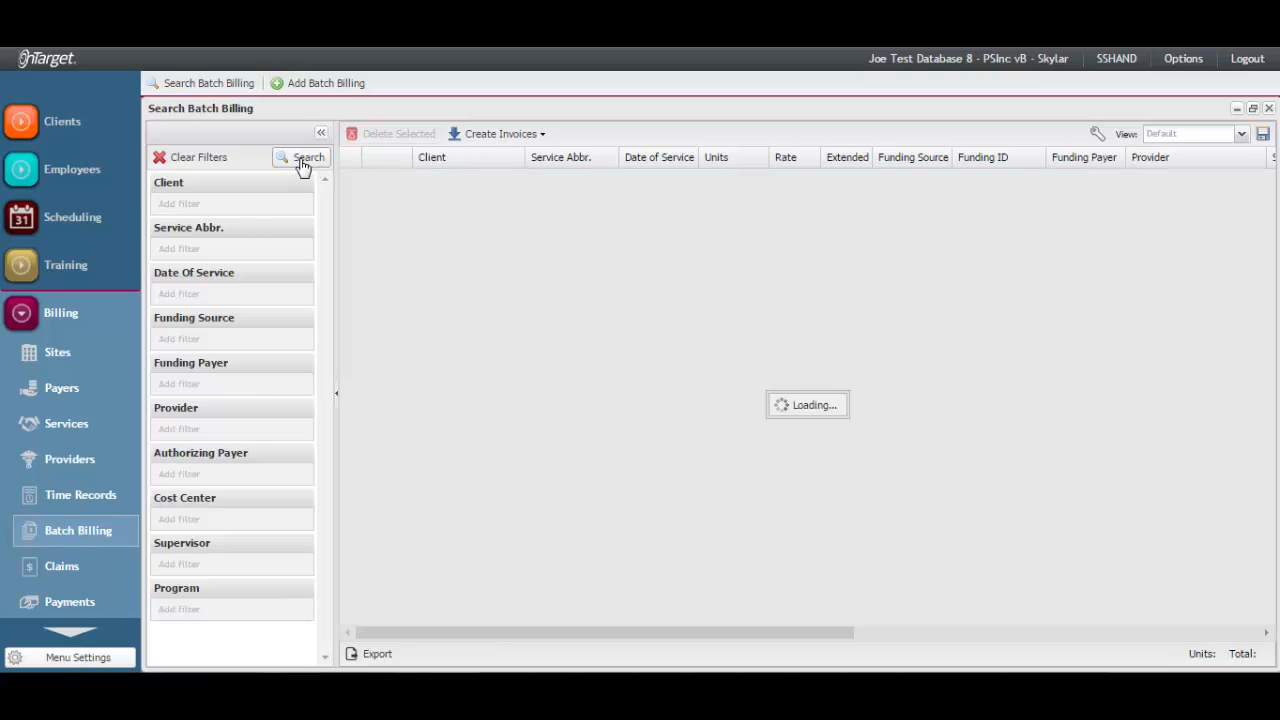 OnTarget.
Joe Test Database 8 - PSInc vB - Skylar
SSHAND
Options
Logout
Search Batch Billing
Add Batch Billing
Clients
Employees
31
Scheduling
Training
Billing
Sites
Payers
Services
Providers
Time Records
Batch Billing
$
Claims
Payments
Menu Settings
Search Batch Billing
Clear Filters
Search
Client
Add filter
Service Abbr.
Add filter
Date Of Service
Add filter
Funding Source
Add filter
Funding Payer
Add filter
Provider
Add filter
Authorizing Payer
Add filter
Cost Center
Add filter
Supervisor
Add filter
Program
Add filter
Delete Selected
Create Invoices
View:
Default
Client
Service Abbr.
Date of Service
Units
Rate
Extended
Funding Source
Funding ID
Funding Payer
Provider
S
Loading...
Export
Units:
Total: